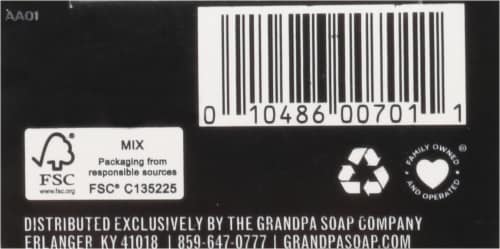 AA01
0 10486 00701 1
FSC
www.fsc.org
MIX
Packaging from
responsible sources
FSC® C135225
FAMILY OWNED
AND OPERATED
®
DISTRIBUTED EXCLUSIVELY BY THE GRANDPA SOAP COMPANY
ERLANGER, KY 41018 | 859-647-0777 | GRANDPASOAP.COM